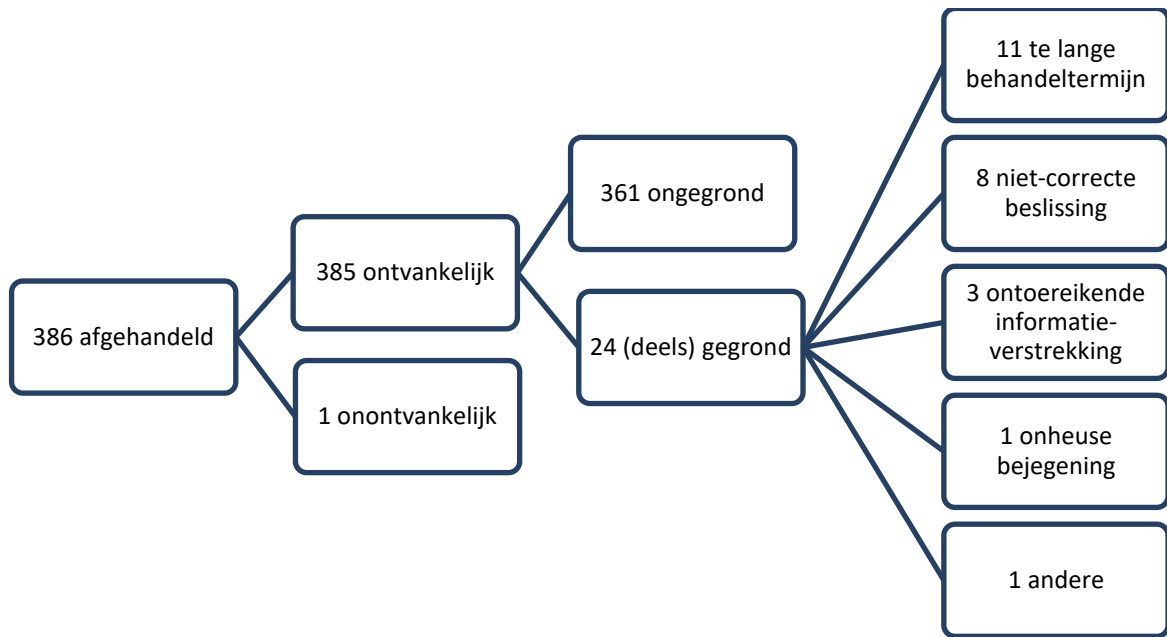 386 afgehandeld
385 ontvankelijk
1 onontvankelijk
361 ongegrond
24 (deels) gegrond
11 te lange
behandeltermijn
8 niet-correcte
beslissing
3 ontoereikende
informatie-
verstrekking
1 onheuse
bejegening
1 andere